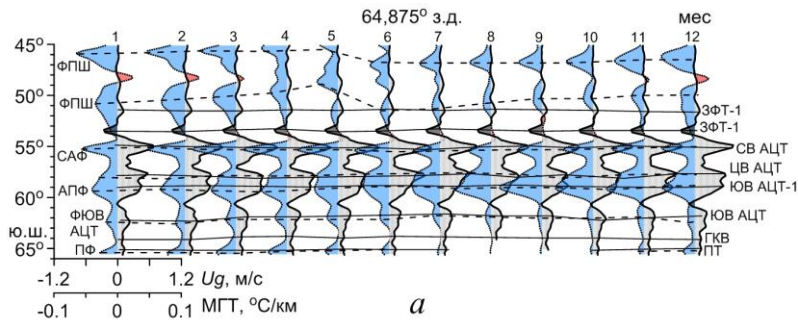 64,875° з.д. мес
1 2 3 4 5 6 7 8 9 10 11 12
45°
ФПШ
50°
ФПШ
ЗФТ-1
ЗФТ-1
55°
САФ
СВ АЦТ
ЦВ АЦТ
АПФ
ЮВ АЦТ-1
60°
ФЮВ АЦТ
ЮВ АЦТ
ю.ш.
ГКВ
65°
ПФ
ПТ
-1.2 0 1.2 Ug, м/с
-0.1 0 0.1 МГТ, °С/км
а